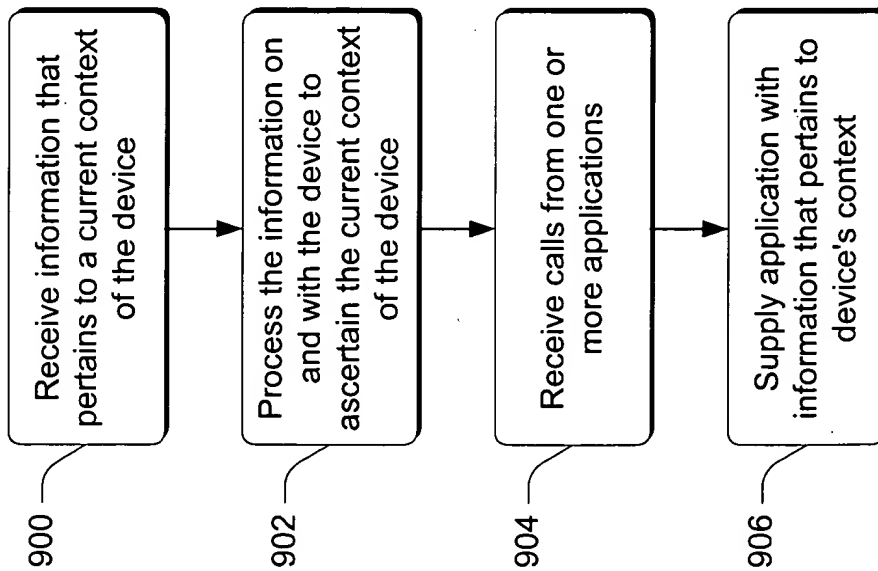 900
Receive information that
pertains to a current context
of the device
902
Process the information on
and with the device to
ascertain the current context
of the device
904
Receive calls from one or
more applications
906
Supply application with
information that pertains to
device's context